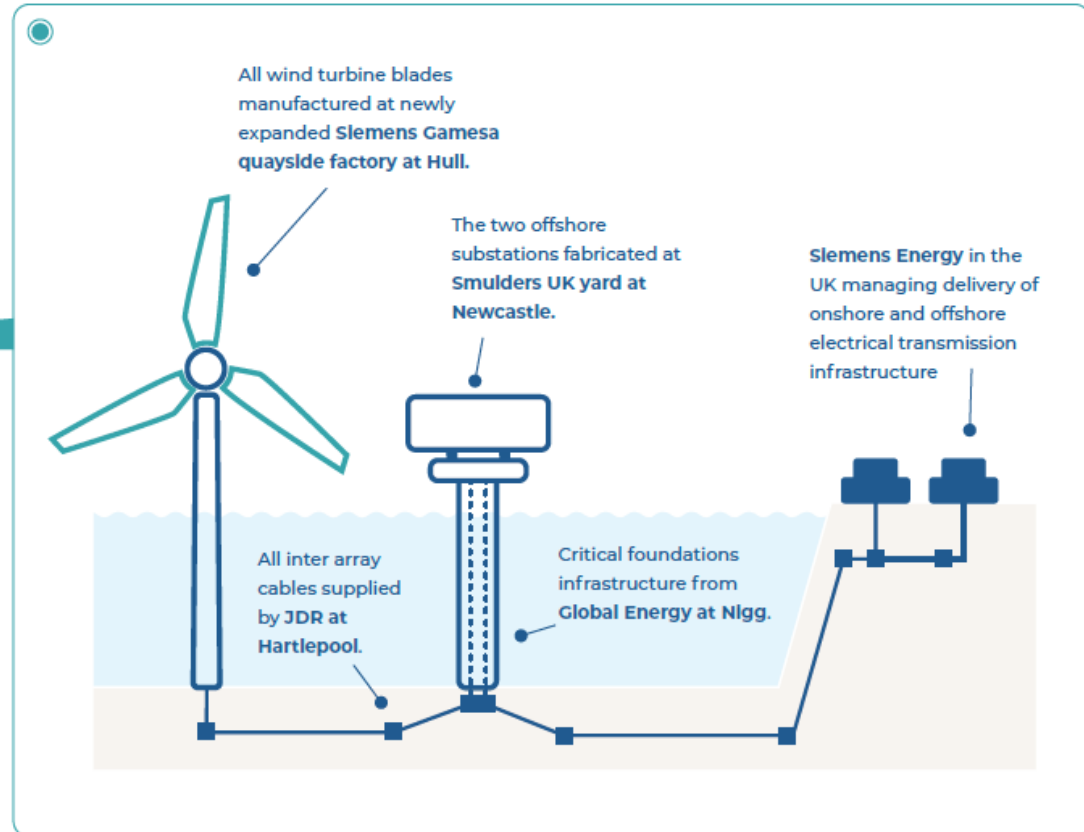 All wind turbine blades
manufactured at newly
expanded Siemens Gamesa
quayside factory at Hull.
The two offshore
substations fabricated at
Smulders UK yard at
Newcastle.
Siemens Energy in the
UK managing delivery of
onshore and offshore
electrical transmission
infrastructure
All inter array
cables supplied
by JDR at
Hartlepool.
Critical foundations
infrastructure from
Global Energy at Nigg.